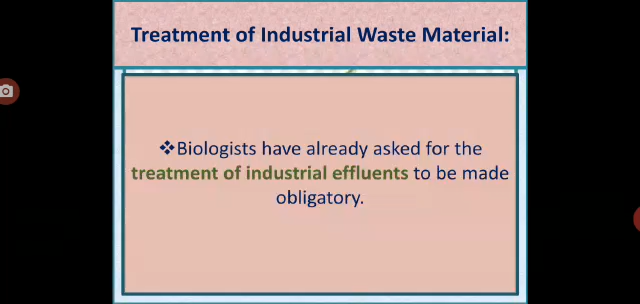 Treatment of Industrial Waste Material:
❖Biologists have already asked for the
treatment of industrial effluents to be made
obligatory.